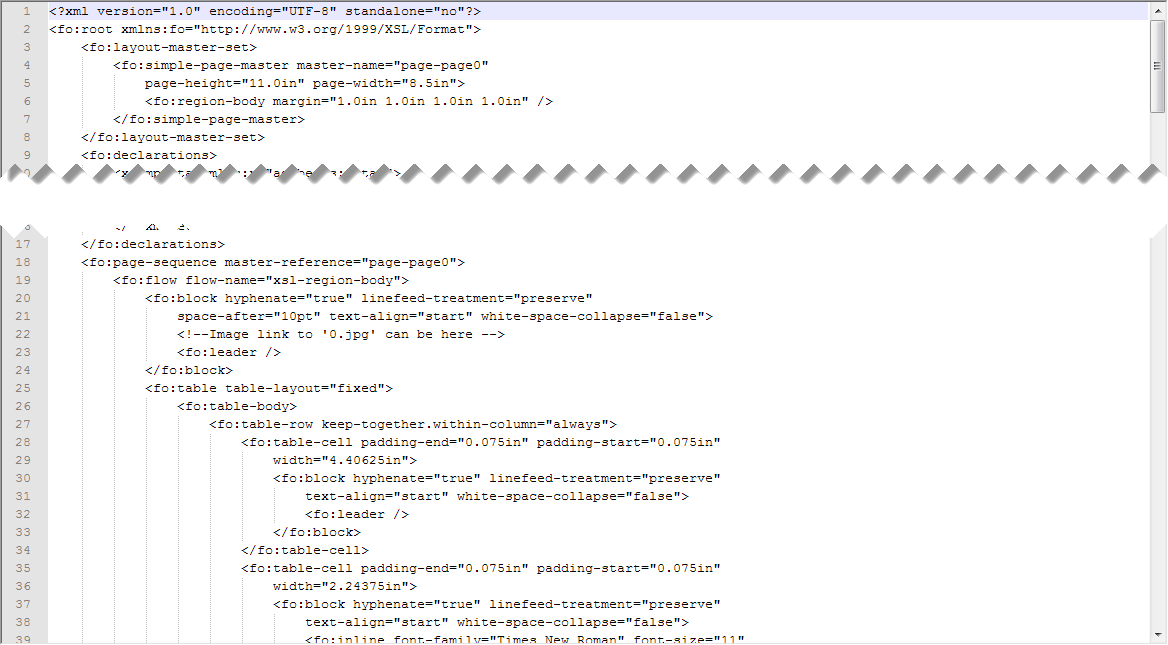 1 <?xml version="1.0" encoding="UTF-8" standalone="no"?>
2 <fo:root xmlns:fo="http://www.w3.org/1999/XSL/Format">
3 <fo:layout-master-set>
4 <fo:simple-page-master master-name="page-page0"
5 page-height="11.0in" page-width="8.5in">
6 <fo:region-body margin="1.0in 1.0in 1.0in 1.0in" />
7 </fo:simple-page-master>
8 </fo:layout-master-set>
9 <fo:declarations>
17 </fo:declarations>
18 <fo:page-sequence master-reference="page-page0">
19 <fo:flow flow-name="xsl-region-body">
20 <fo:block hyphenate="true" linefeed-treatment="preserve"
21 space-after="10pt" text-align="start" white-space-collapse="false">
22 <!--Image link to '0.jpg' can be here -->
23 <fo:leader />
24 </fo:block>
25 <fo:table table-layout="fixed">
26 <fo:table-body>
27 <fo:table-row keep-together.within-column="always">
28 <fo:table-cell padding-end="0.075in" padding-start="0.075in"
29 width="4.40625in">
30 <fo:block hyphenate="true" linefeed-treatment="preserve"
31 text-align="start" white-space-collapse="false">
32 <fo:leader />
33 </fo:block>
34 </fo:table-cell>
35 <fo:table-cell padding-end="0.075in" padding-start="0.075in"
36 width="2.24375in">
37 <fo:block hyphenate="true" linefeed-treatment="preserve"
38 text-align="start" white-space-collapse="false">
39 <fo:inline font-family="Times New Roman" font-size="11"